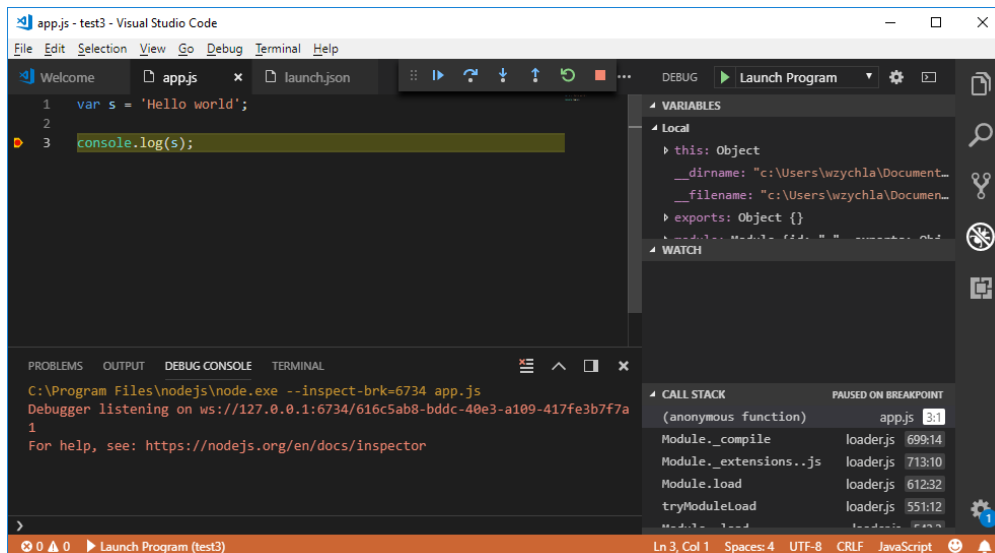 app.js - test3 - Visual Studio Code
File Edit Selection View Go Debug Terminal Help
Welcome app.js launch.json
DEBUG Launch Program
1 var s = 'Hello world';
2
3 console.log(s);
VARIABLES
Local
this: Object
__dirname: "c:\Users\wzychla\Document…
__filename: "c:\Users\wzychla\Documen…
exports: Object {}
WATCH
PROBLEMS OUTPUT DEBUG CONSOLE TERMINAL
C:\Program Files\nodejs\node.exe --inspect-brk=6734 app.js
Debugger listening on ws://127.0.0.1:6734/616c5ab8-bddc-40e3-a109-417fe3b7f7a
1
For help, see: https://nodejs.org/en/docs/inspector
CALL STACK PAUSED ON BREAKPOINT
(anonymous function) app.js 3:1
Module._compile loader.js 699:14
Module._extensions..js loader.js 713:10
Module.load loader.js 612:32
tryModuleLoad loader.js 551:12
1
0 0 Launch Program (test3)
Ln 3, Col 1 Spaces: 4 UTF-8 CRLF JavaScript